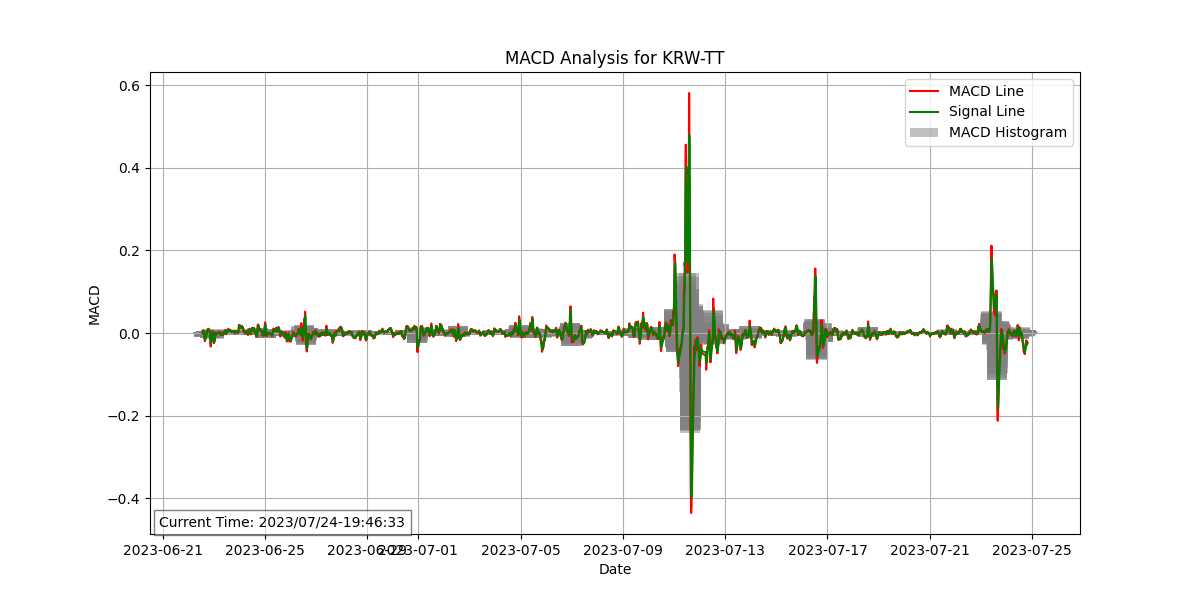 MACD Analysis for KRW-TT
MACD Line
Signal Line
MACD Histogram
0.6
0.4
0.2
0.0
−0.2
−0.4
MACD
Current Time: 2023/07/24-19:46:33
2023-06-21 2023-06-25 2023-06-29 2023-07-01 2023-07-05 2023-07-09 2023-07-13 2023-07-17 2023-07-21 2023-07-25
Date